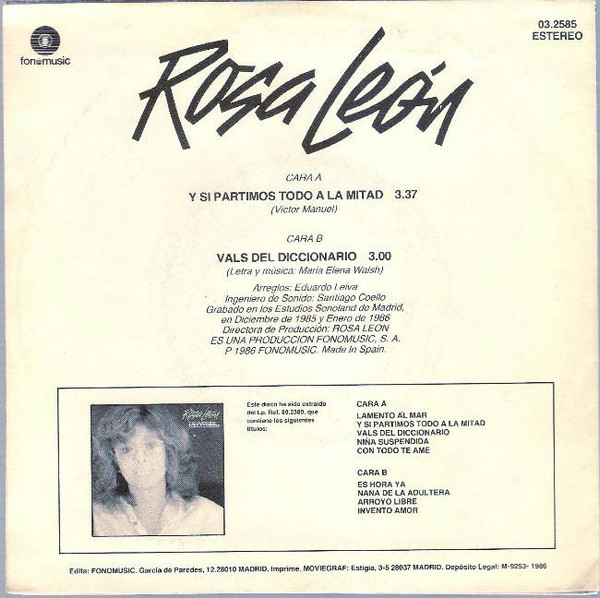 fonomusic
03.2585
ESTEREO
Rosa León
CARA A
Y SI PARTIMOS TODO A LA MITAD 3.37
(Victor Manuel)
CARA B
VALS DEL DICCIONARIO 3.00
(Letra y música: Maria Elena Walsh)
Arreglos: Eduardo Leiva
Ingeniero de Sonido: Santiago Coello
Grabado en los Estudios Sonoland de Madrid,
en Diciembre de 1985 y Enero de 1986
Directora de Producción: ROSA LEON
ES UNA PRODUCCION FONOMUSIC, S. A.
P 1986 FONOMUSIC. Made In Spain.
Rosa León
Este disco ha sido extraido
del Lp. Ref. 89.2300, que
contiene los siguientes
títulos:
CARA A
LAMENTO AL MAR
Y SI PARTIMOS TODO A LA MITAD
VALS DEL DICCIONARIO
NIÑA SUSPENDIDA
CON TODO TE AME
CARA B
ES HORA YA
NANA DE LA ADULTERA
ARROYO LIBRE
INVENTO AMOR
Edita: FONOMUSIC. García de Paredes, 12.28010 MADRID. Imprime. MOVIEGRAF: Estigia, 3-5 28037 MADRID. Depósito Legal: M-9253- 1986